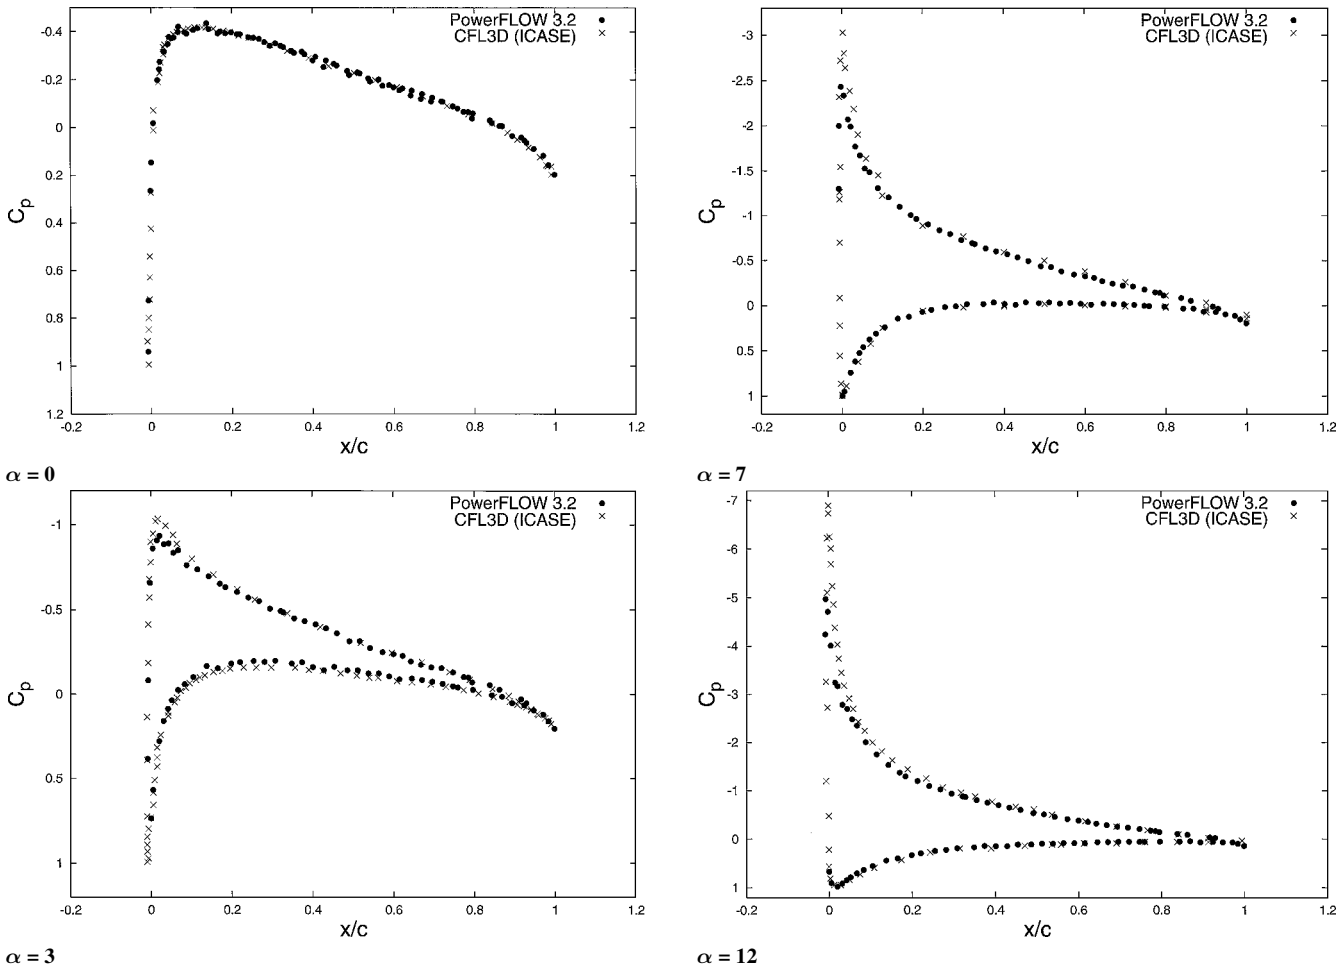 PowerFLOW 3.2
CFL3D (ICASE)
-0.4
-0.2
0
0.2
0.4
0.6
0.8
1
1.2
Cp
-0.2 0 0.2 0.4 0.6 0.8 1 1.2
x/c
α = 0
PowerFLOW 3.2
CFL3D (ICASE)
-3
-2.5
-2
-1.5
-1
-0.5
0
0.5
1
Cp
-0.2 0 0.2 0.4 0.6 0.8 1 1.2
x/c
α = 7
PowerFLOW 3.2
CFL3D (ICASE)
-1
-0.5
0
0.5
1
Cp
-0.2 0 0.2 0.4 0.6 0.8 1 1.2
x/c
α = 3
PowerFLOW 3.2
CFL3D (ICASE)
-7
-6
-5
-4
-3
-2
-1
0
1
Cp
-0.2 0 0.2 0.4 0.6 0.8 1 1.2
x/c
α = 12